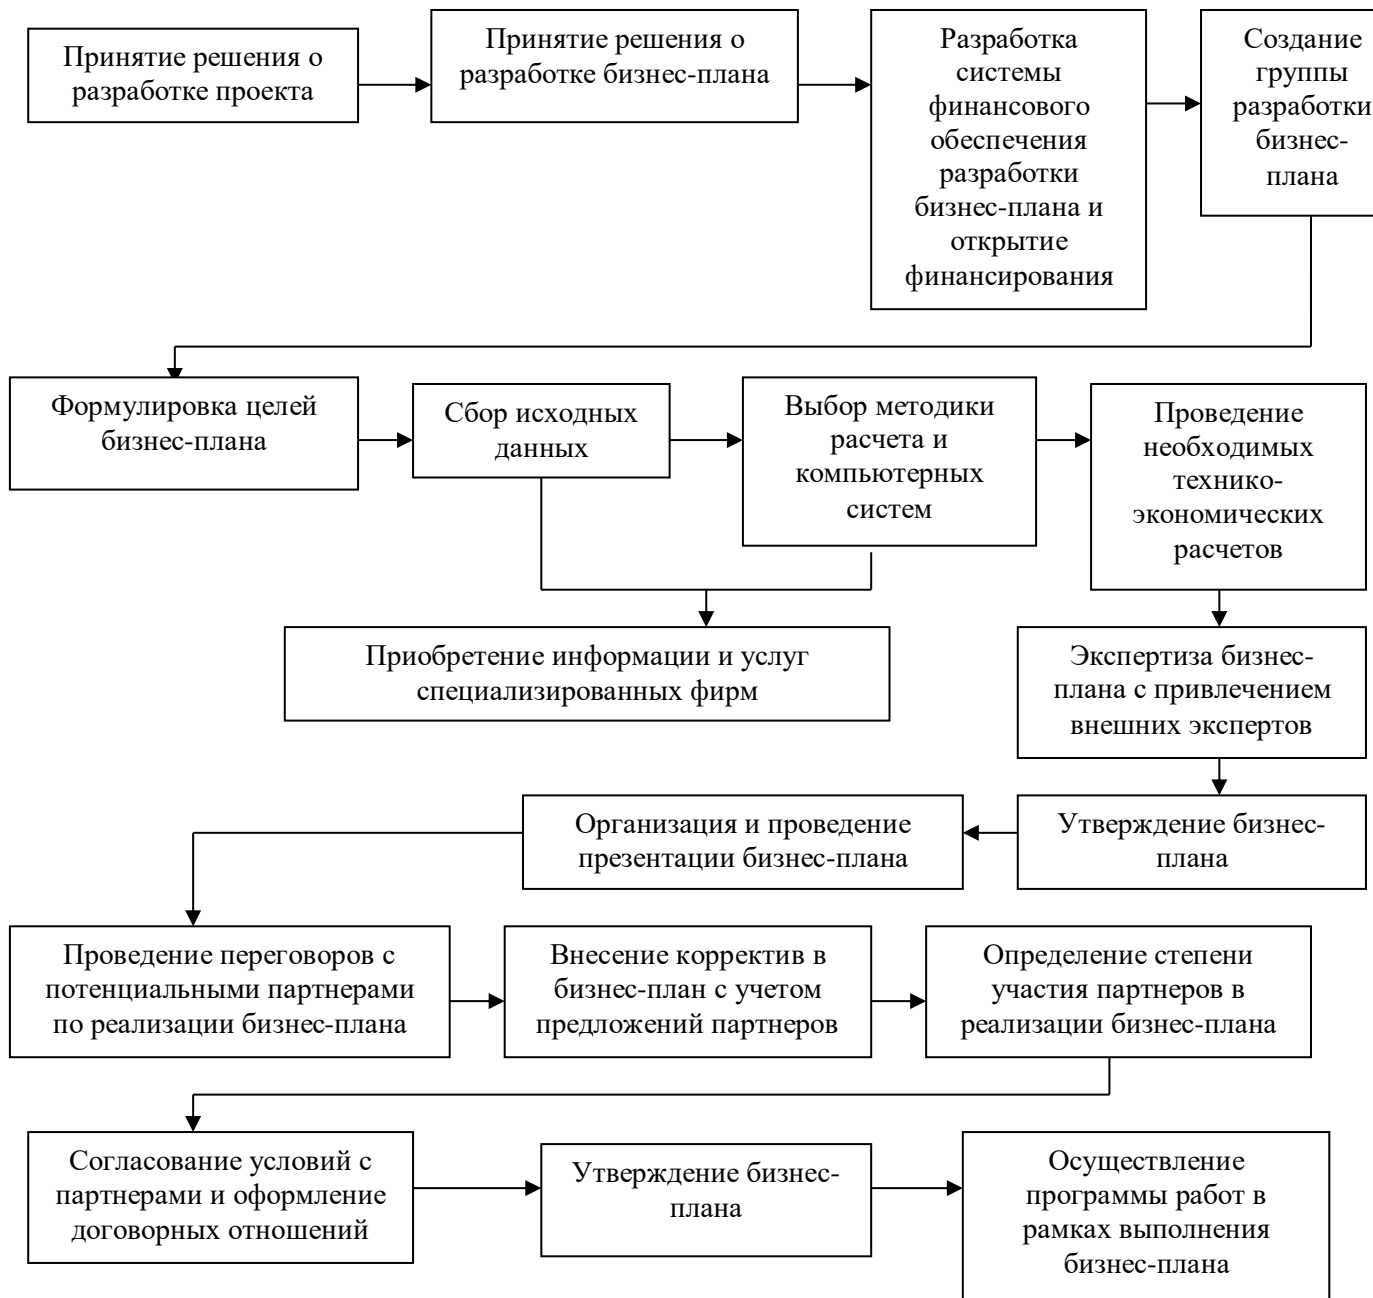 Принятие решения о
разработке проекта
Принятие решения о
разработке бизнес-плана
Разработка
системы
финансового
обеспечения
разработки
бизнес-плана и
открытие
финансирования
Создание
группы
разработки
бизнес-
плана
Формулировка целей
бизнес-плана
Сбор исходных
данных
Выбор методики
расчета и
компьютерных
систем
Проведение
необходимых
технико-
экономических
расчетов
Приобретение информации и услуг
специализированных фирм
Экспертиза бизнес-
плана с привлечением
внешних экспертов
Организация и проведение
презентации бизнес-плана
Утверждение бизнес-
плана
Проведение переговоров с
потенциальными партнерами
по реализации бизнес-плана
Внесение корректив в
бизнес-план с учетом
предложений партнеров
Определение степени
участия партнеров в
реализации бизнес-плана
Согласование условий с
партнерами и оформление
договорных отношений
Утверждение бизнес-
плана
Осуществление
программы работ в
рамках выполнения
бизнес-плана